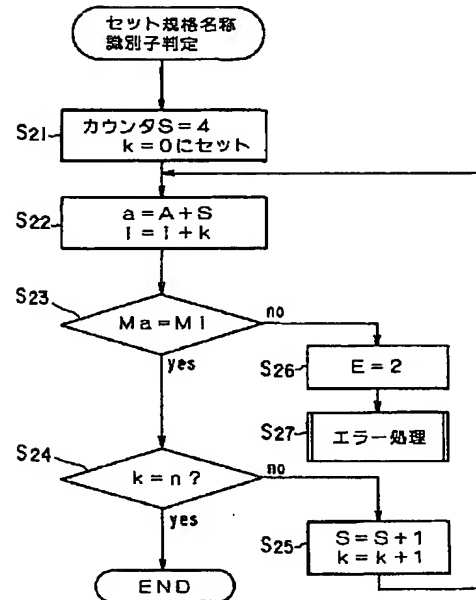 セット規格名称
識別子判定
S21
カウンタS=4
k=0にセット
S22
a=A+S
i=i+k
S23
Ma=Mi
no
yes
S26
E=2
S27
エラー処理
S24
k=n?
no
yes
S25
S=S+1
k=k+1
END